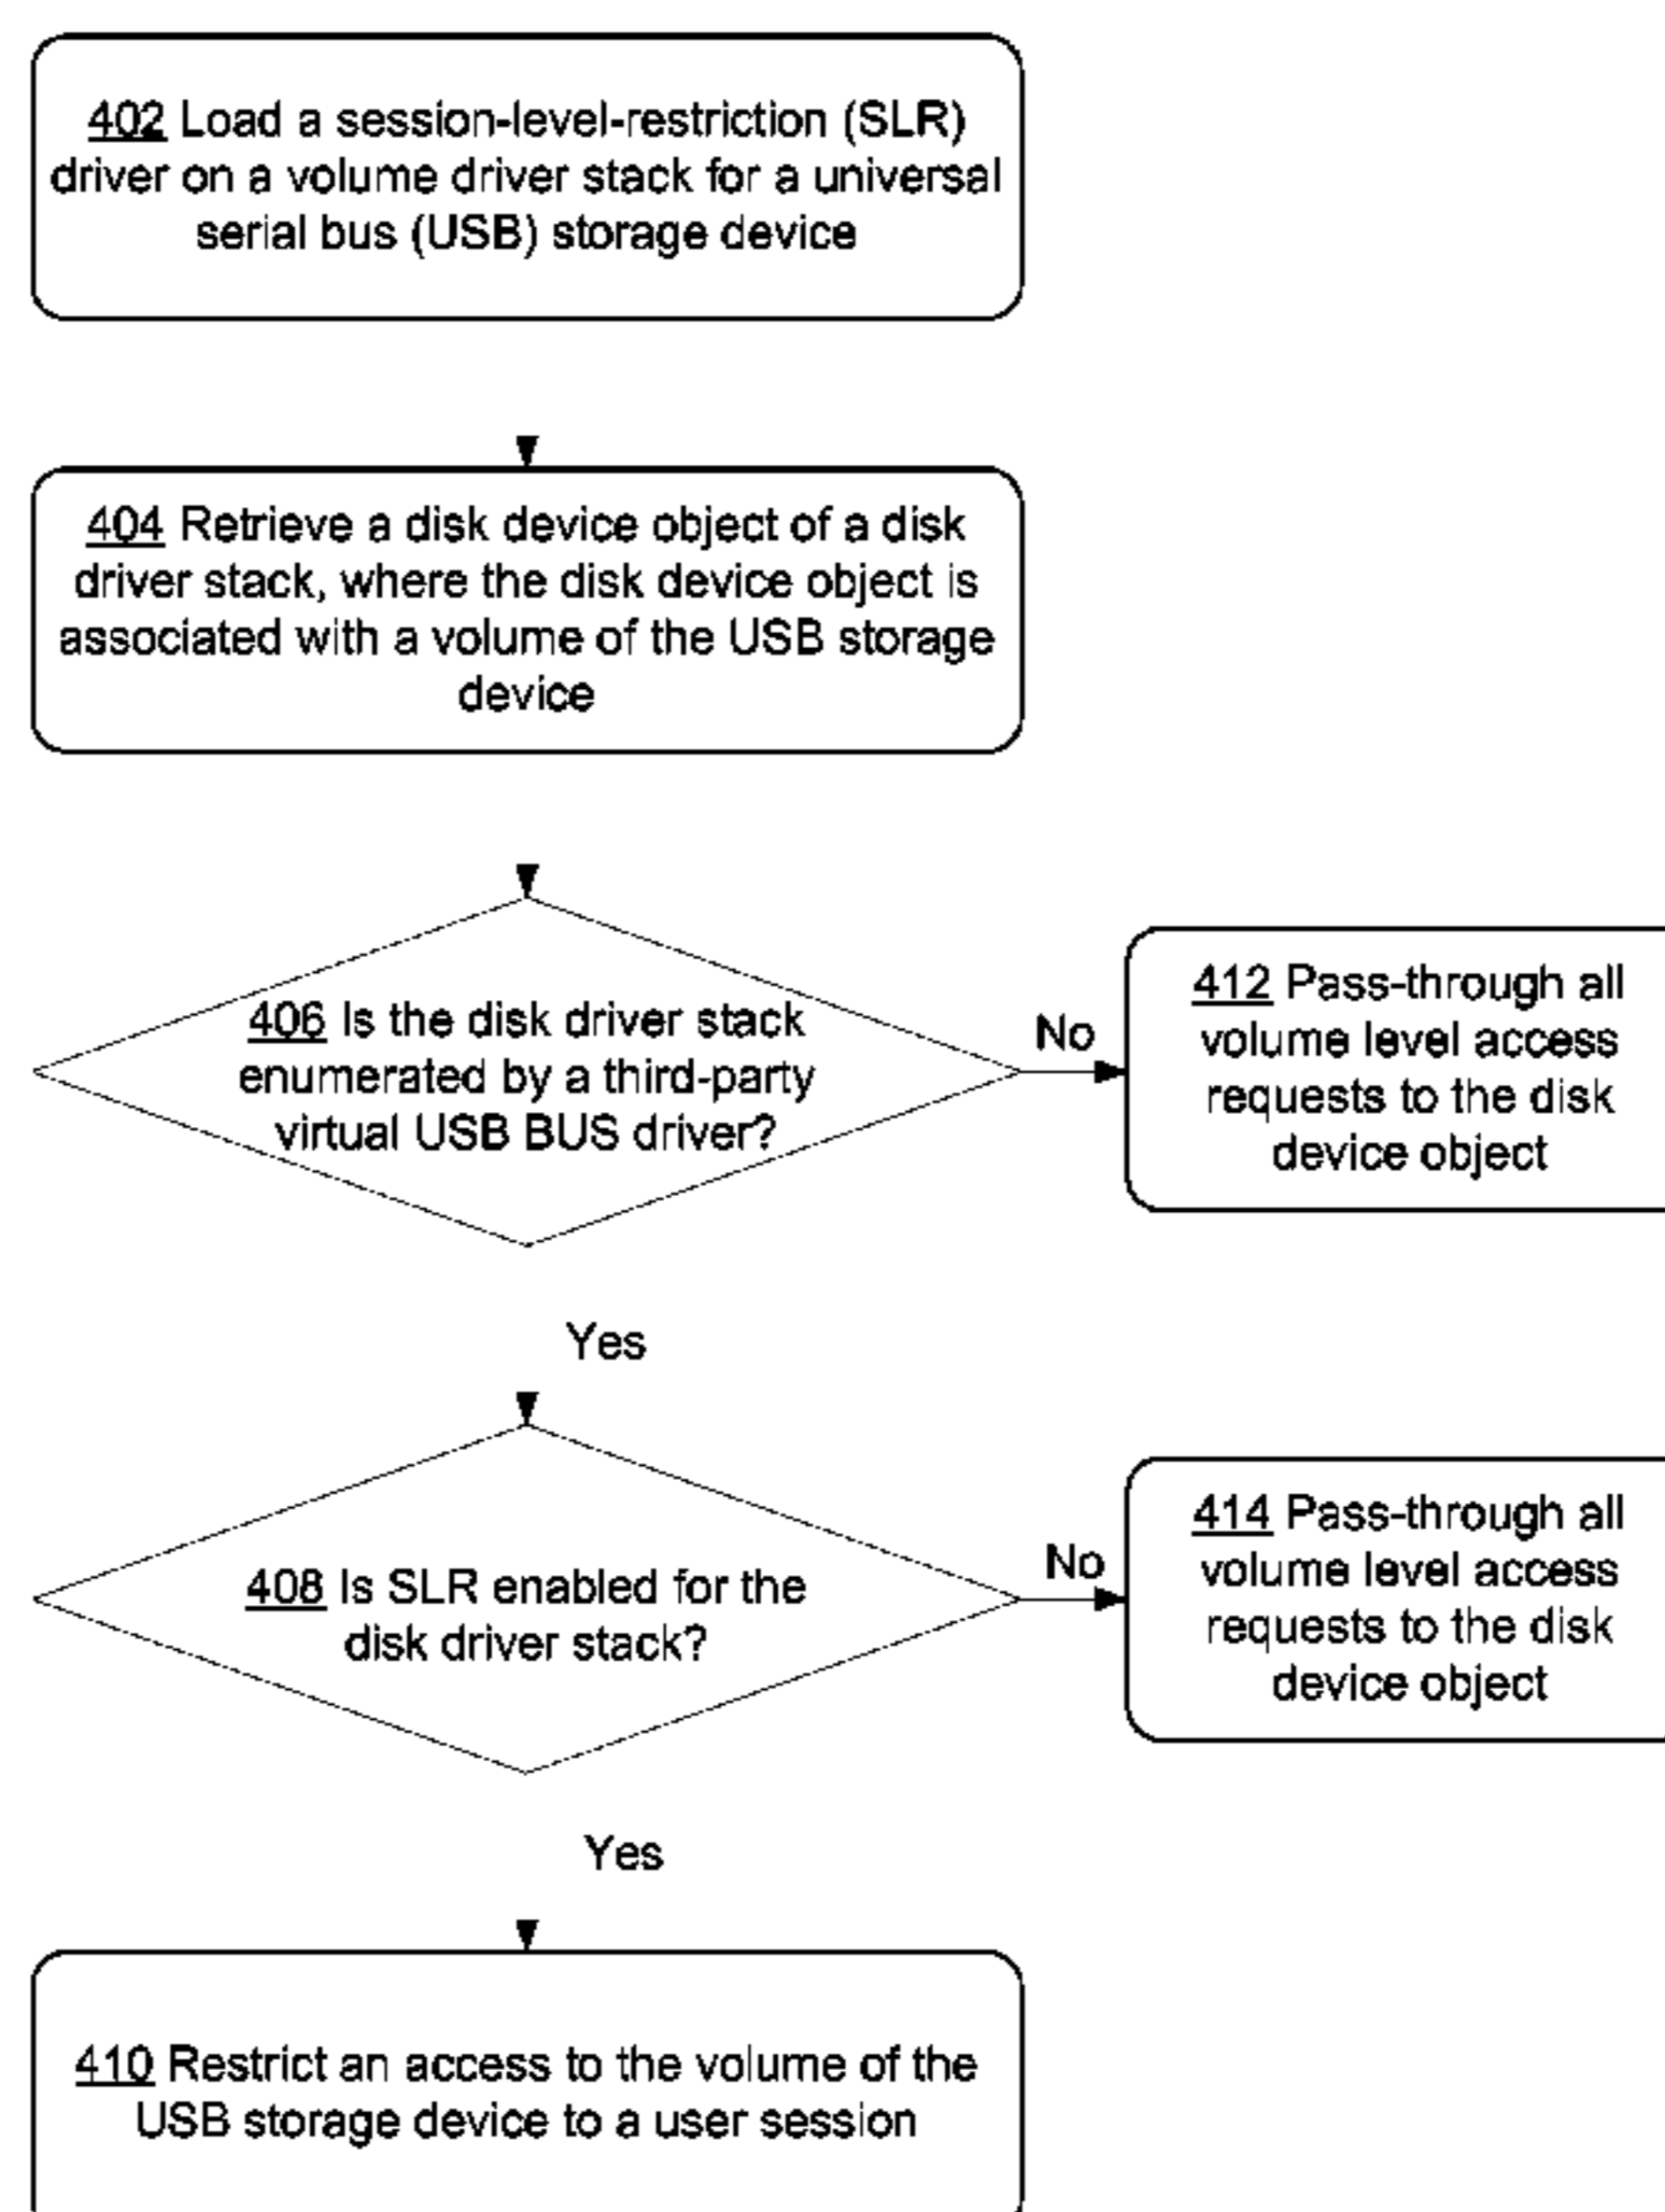 402 Load a session-level-restriction (SLR)
driver on a volume driver stack for a universal
serial bus (USB) storage device
404 Retrieve a disk device object of a disk
driver stack, where the disk device object is
associated with a volume of the USB storage
device
406 Is the disk driver stack
enumerated by a third-party
virtual USB BUS driver?
No
412 Pass-through all
volume level access
requests to the disk
device object
Yes
408 Is SLR enabled for the
disk driver stack?
No
414 Pass-through all
volume level access
requests to the disk
device object
Yes
410 Restrict an access to the volume of the
USB storage device to a user session